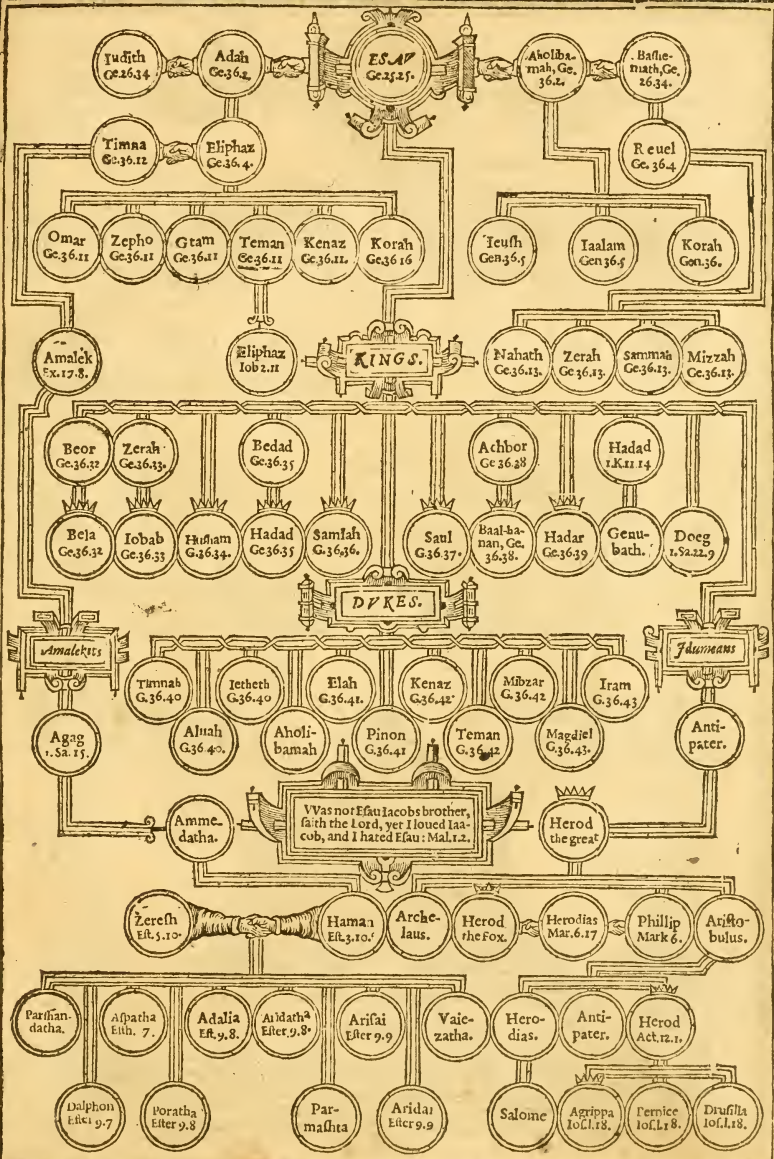 Iudith
Ge.26.34
Adah
Ge.36.2.
ESAV
Ge.25.25.
Aholiba-
mah, Ge.
36.2.
Bashe-
math, Ge.
26.34.
Timna
Ge.36.12
Eliphaz
Ge.36.4.
Reuel
Ge. 36.4
Omar
Ge.36.11
Zepho
Ge.36.11
Gtam
Ge.36.11
Teman
Ge.36.11
Kenaz
Ge.36.11.
Korah
Ge.36 16
Ieush
Gen.36.5
Iaalam
Gen 36.5
Korah
Gen.36.
Amalek
Ex.17.8.
Eliphaz
Iob 2.11
KINGS.
Nahath
Ge.36.13.
Zerah
Ge 36.13.
Sammah
Ge.36.13.
Mizzah
Ge.36.13.
Beor
Ge.36.32
Zerah
Ge.36.33.
Bedad
Ge.36.35
Achbor
Ge 36.38
Hadad
1.K.11.14
Bela
Ge.36.32
Iobab
Ge.36.33
Husham
G.36.34.
Hadad
Ge.36.35
Samlah
G.36.36.
Saul
G.36.37.
Baal-ha-
nan, Ge.
36.38.
Hadar
Ge.36.39
Genu-
bath.
Doeg
1.Sa.22.9
DVKES.
Amalekits
Idumeans
Timnah
G.36.40
Ietheth
G.36.40
Elah
G.36.41.
Kenaz
G.36.42
Mibzar
G.36.42
Iram
G.36.43
Aluah
G.36.40.
Aholi-
bamah
Pinon
G.36.41
Teman
G.36.42
Magdiel
G.36.43.
Agag
1.Sa.15.
Anti-
pater.
Amme-
datha.
VVas not Esau Iacobs brother,
saith the Lord, yet I loued Iaa-
cob, and I hated Esau: Mal.1.2.
Herod
the great
Zeresh
Est.5.10.
Haman
Est.3.10.
Arche-
laus.
Herod
the Fox.
Herodias
Mar.6.17
Phillip
Mark 6.
Aristo-
bulus.
Parshan-
datha.
Aspatha
Esth. 7.
Adalia
Est.9.8.
Aridatha
Ester.9.8.
Arisai
Ester 9.9
Vaie-
zatha.
Hero-
dias.
Anti-
pater.
Herod
Act.12.1.
Dalphon
Ester 9.7
Poratha
Ester 9.8
Par-
mashta
Aridai
Ester 9.9
Salome
Agrippa
Ios.l.18.
Bernice
Ios.l.18.
Drusilla
Ios.l.18.